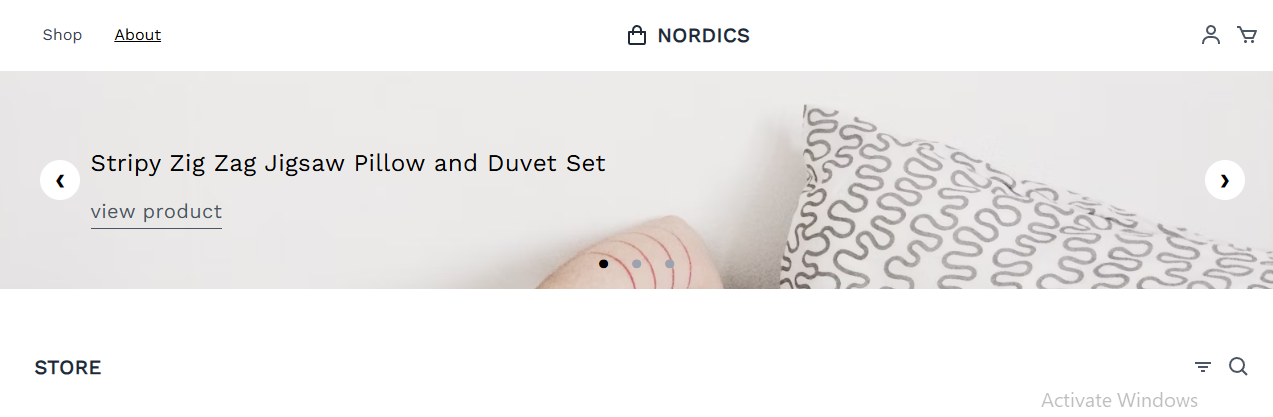 Shop About NORDICS
Stripy Zig Zag Jigsaw Pillow and Duvet Set
view product
STORE
Activate Windows